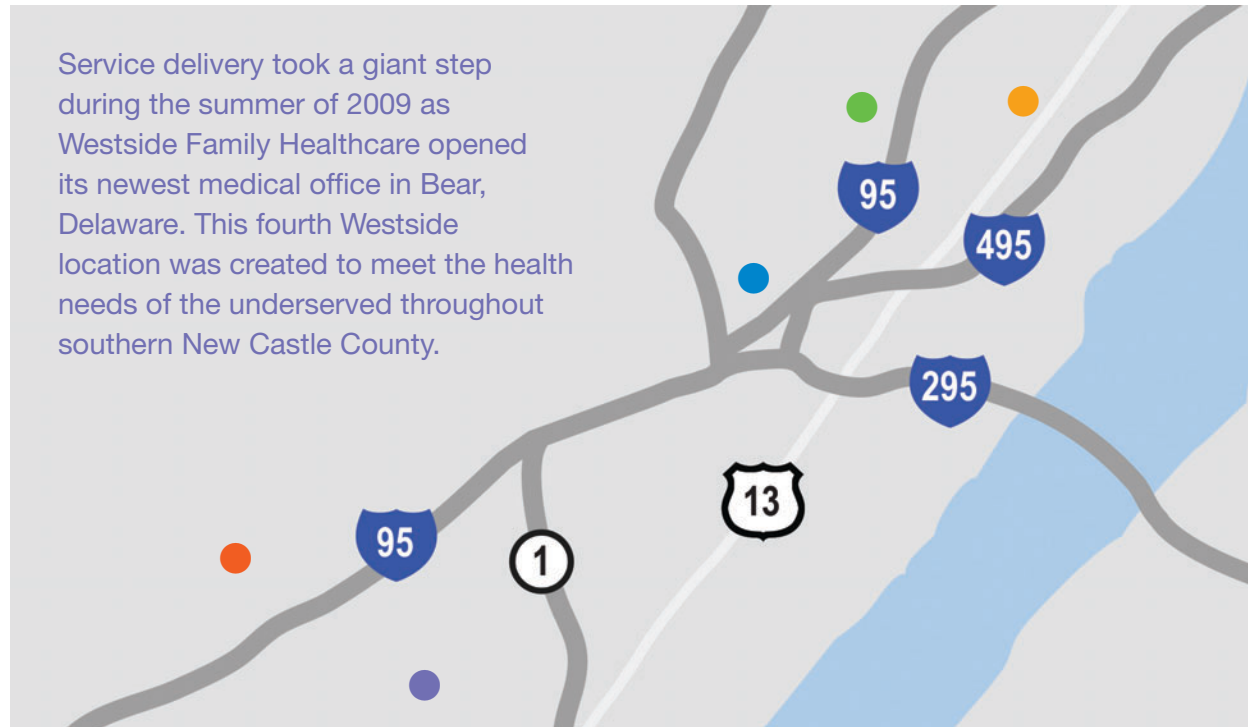 Service delivery took a giant step
during the summer of 2009 as
Westside Family Healthcare opened
its newest medical office in Bear,
Delaware. This fourth Westside
location was created to meet the health
needs of the underserved throughout
southern New Castle County.
95
495
295
13
95
1